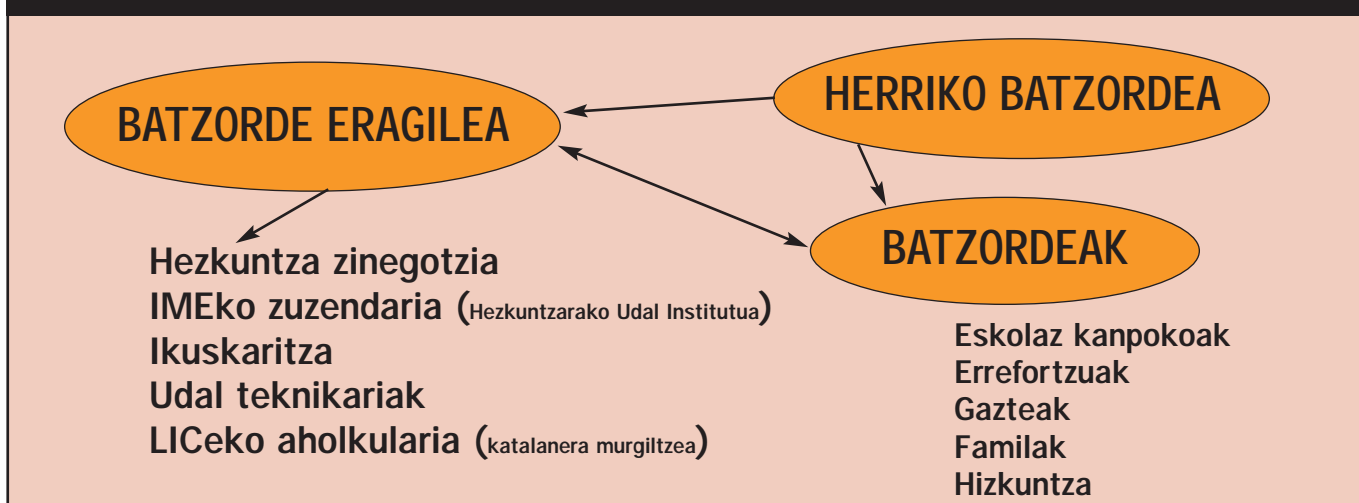 BATZORDE ERAGILEA
HERRIKO BATZORDEA
BATZORDEAK
Hezkuntza zinegotzia
IMEko zuzendaria (Hezkuntzarako Udal Institutua)
Ikuskaritza
Udal teknikariak
LICeko aholkularia (katalanera murgiltzea)
Eskolaz kanpokoak
Errefortzuak
Gazteak
Familak
Hizkuntza